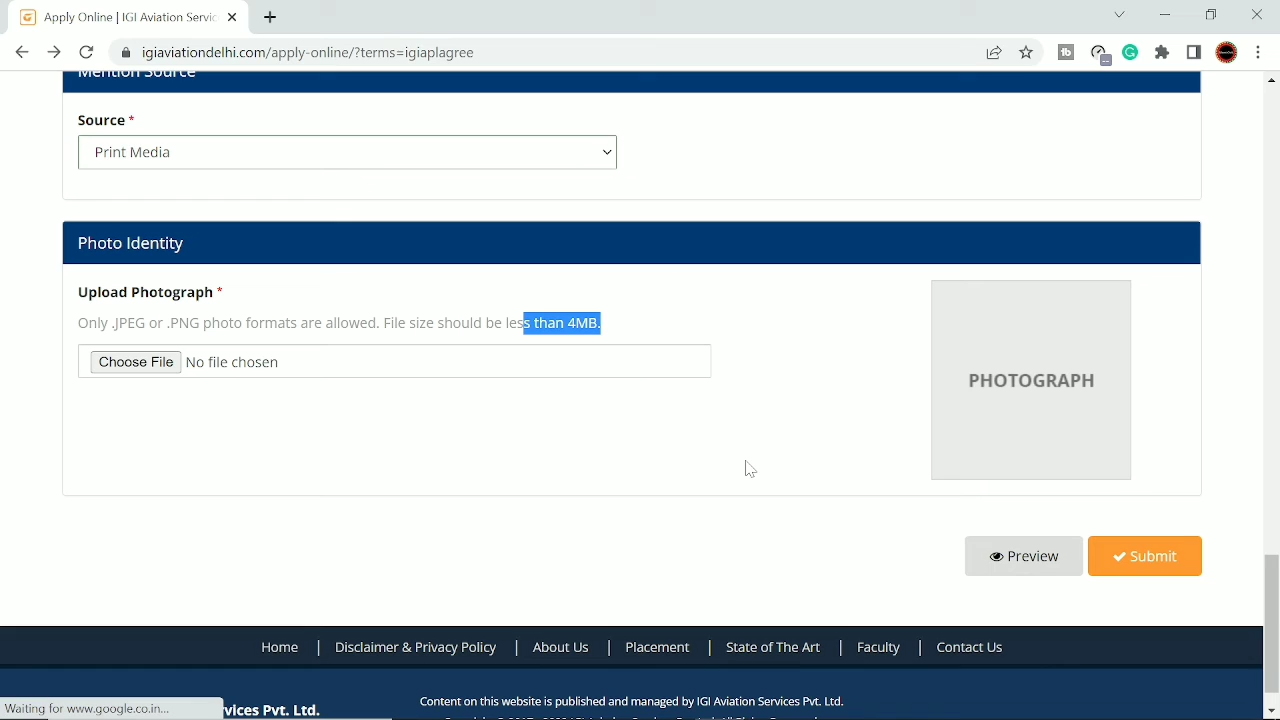 Apply Online | IGI Aviation Servic
igiaviationdelhi.com/apply-online/?terms=igiaplagree
Mention Source
Source *
Print Media
Photo Identity
Upload Photograph *
Only .JPEG or .PNG photo formats are allowed. File size should be less than 4MB.
Choose File No file chosen
PHOTOGRAPH
Preview
Submit
Home | Disclaimer & Privacy Policy | About Us | Placement | State of The Art | Faculty | Contact Us
Waiting for www.google.co.in...
vices Pvt. Ltd.
Content on this website is published and managed by IGI Aviation Services Pvt. Ltd.